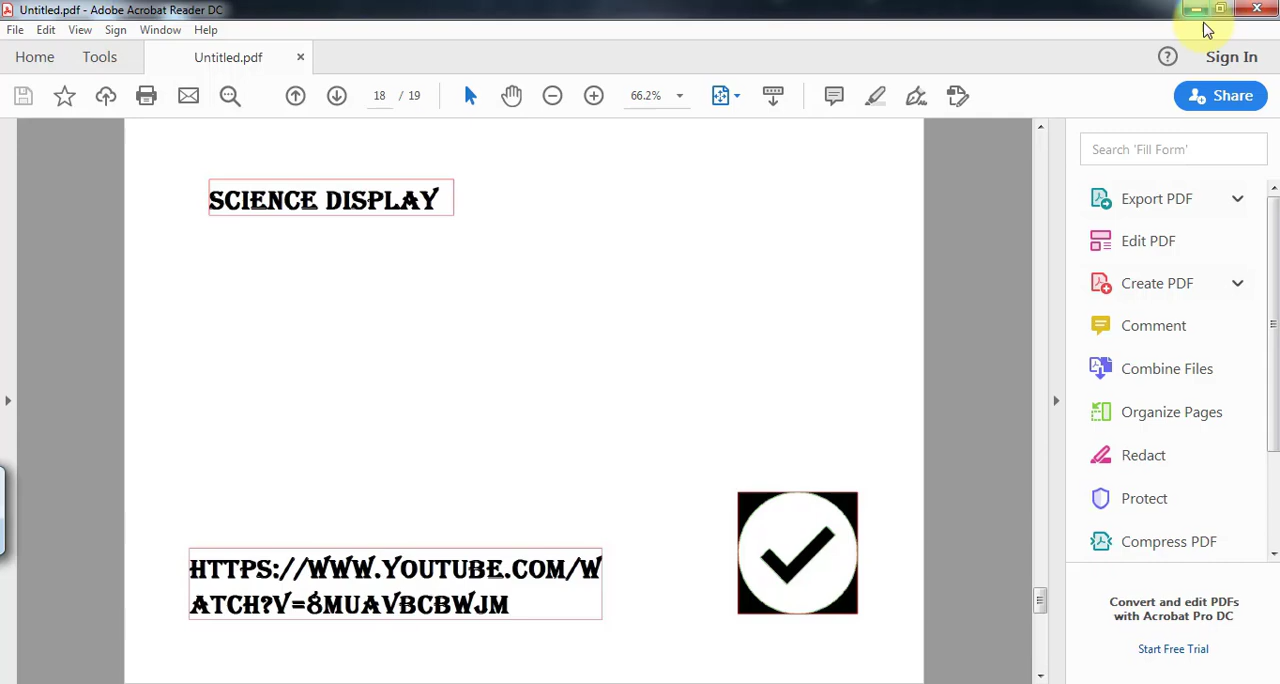 Untitled.pdf - Adobe Acrobat Reader DC
File Edit View Sign Window Help
Home Tools Untitled.pdf × ? Sign In
18 / 19 66.2% Share
Search 'Fill Form'
SCIENCE DISPLAY
Export PDF
Edit PDF
Create PDF
Comment
Combine Files
Organize Pages
Redact
Protect
Compress PDF
HTTPS://WWW.YOUTUBE.COM/W
ATCH?V=8MUAVBCBWJM
Convert and edit PDFs
with Acrobat Pro DC
Start Free Trial